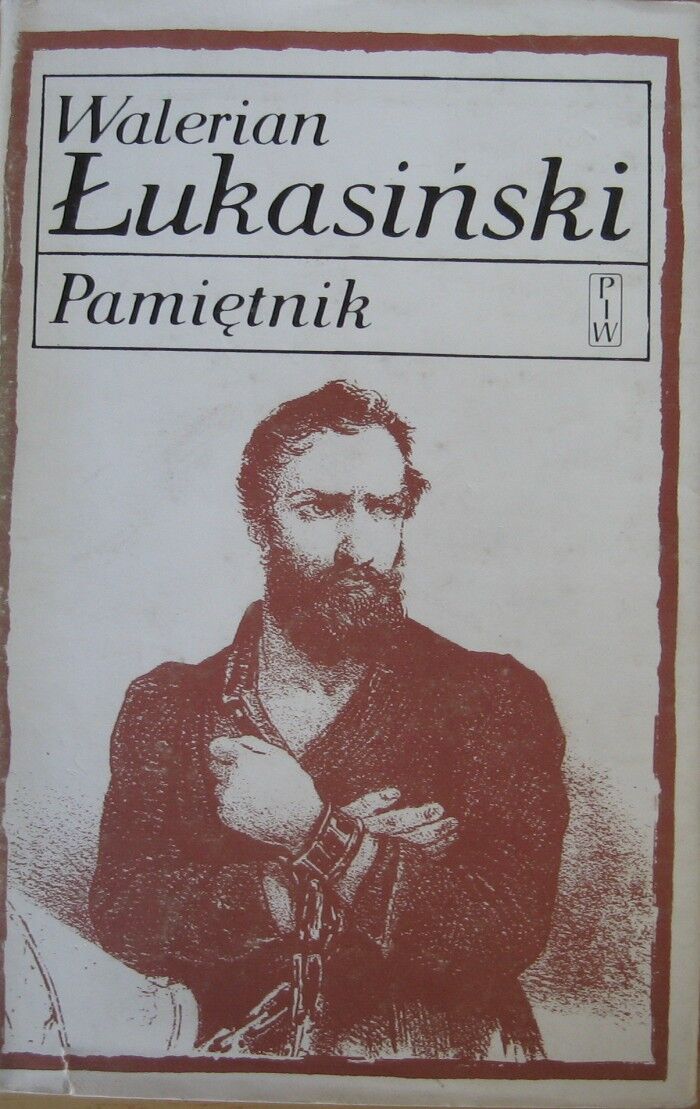 Walerian
Łukasiński
Pamiętnik
P
I
W